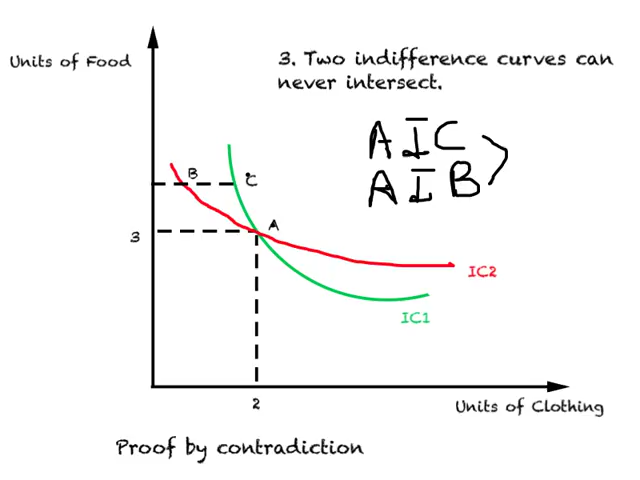 Units of Food
3. Two indifference curves can
never intersect.
A I C
A I B
B
C
A
3
IC2
IC1
2
Units of Clothing
Proof by contradiction